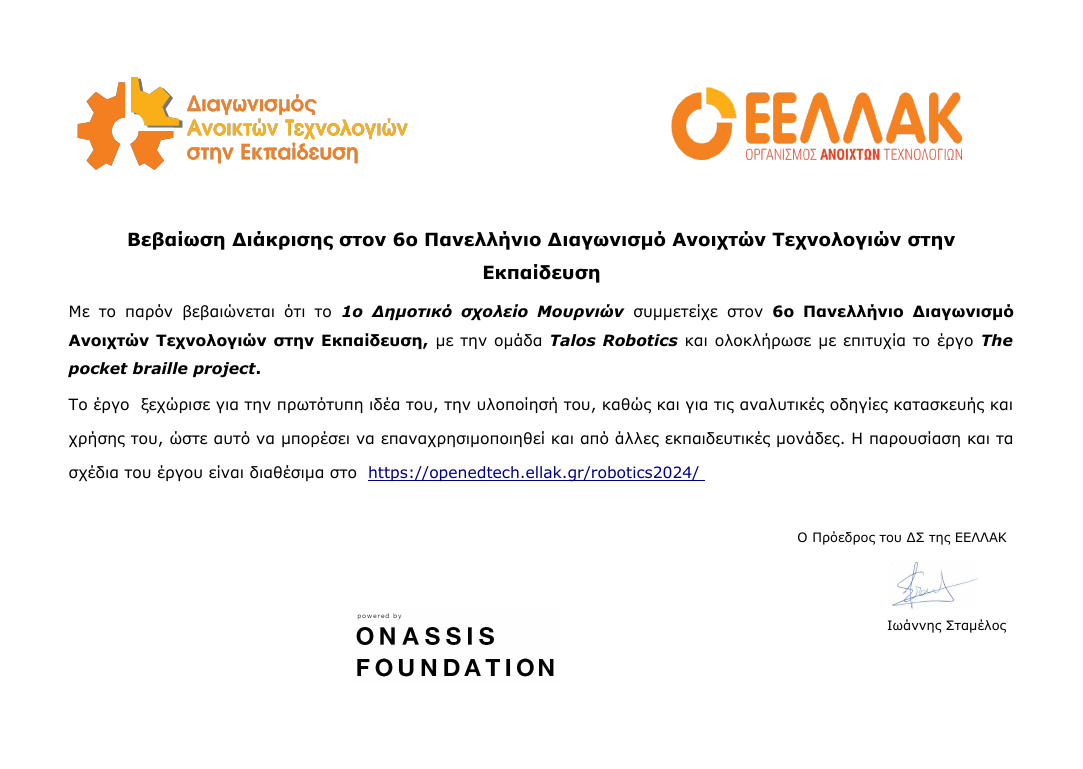 Διαγωνισμός
Ανοικτών Τεχνολογιών
στην Εκπαίδευση
ΕΕΛΛΑΚ
ΟΡΓΑΝΙΣΜΟΣ ΑΝΟΙΧΤΩΝ ΤΕΧΝΟΛΟΓΙΩΝ
Βεβαίωση Διάκρισης στον 6ο Πανελλήνιο Διαγωνισμό Ανοιχτών Τεχνολογιών στην
Εκπαίδευση
Με το παρόν βεβαιώνεται ότι το 1ο Δημοτικό σχολείο Μουρνιών συμμετείχε στον 6ο Πανελλήνιο Διαγωνισμό
Ανοιχτών Τεχνολογιών στην Εκπαίδευση, με την ομάδα Talos Robotics και ολοκλήρωσε με επιτυχία το έργο The
pocket braille project.
Το έργο ξεχώρισε για την πρωτότυπη ιδέα του, την υλοποίησή του, καθώς και για τις αναλυτικές οδηγίες κατασκευής και
χρήσης του, ώστε αυτό να μπορέσει να επαναχρησιμοποιηθεί και από άλλες εκπαιδευτικές μονάδες. Η παρουσίαση και τα
σχέδια του έργου είναι διαθέσιμα στο https://openedtech.ellak.gr/robotics2024/
Ο Πρόεδρος του ΔΣ της ΕΕΛΛΑΚ
Ιωάννης Σταμέλος
powered by
ONASSIS
FOUNDATION